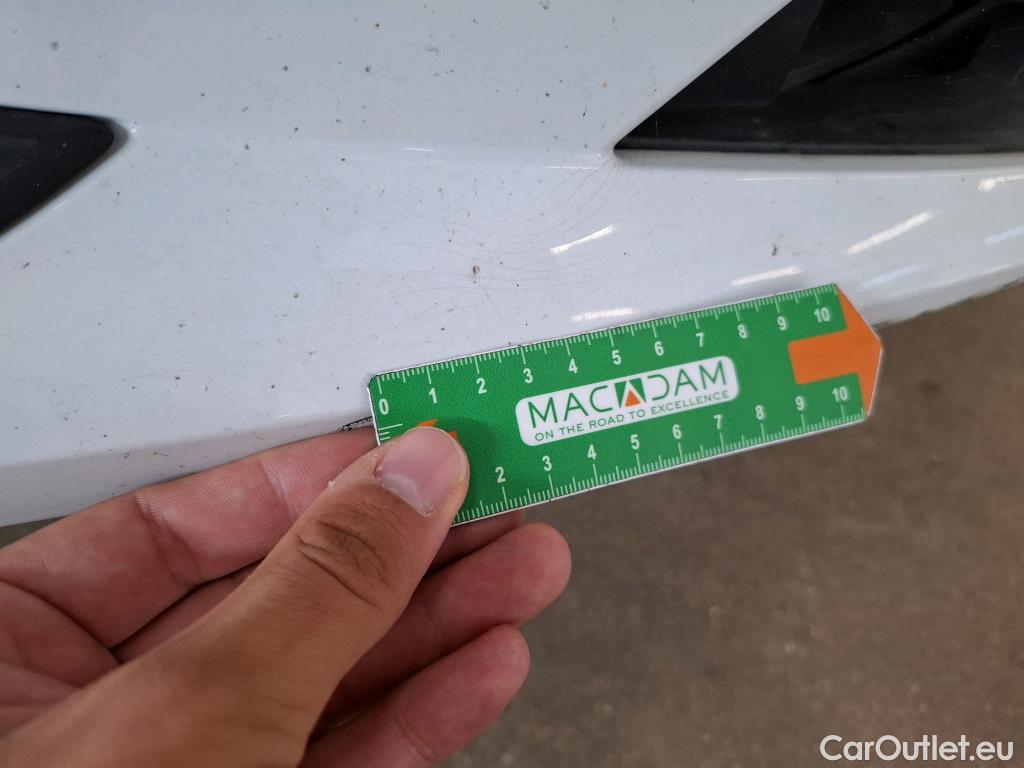 0 1 2 3 4 5 6 7 8 9 10
MACADAM
ON THE ROAD TO EXCELLENCE
2 3 4 5 6 7 8 9 10
CarOutlet.eu